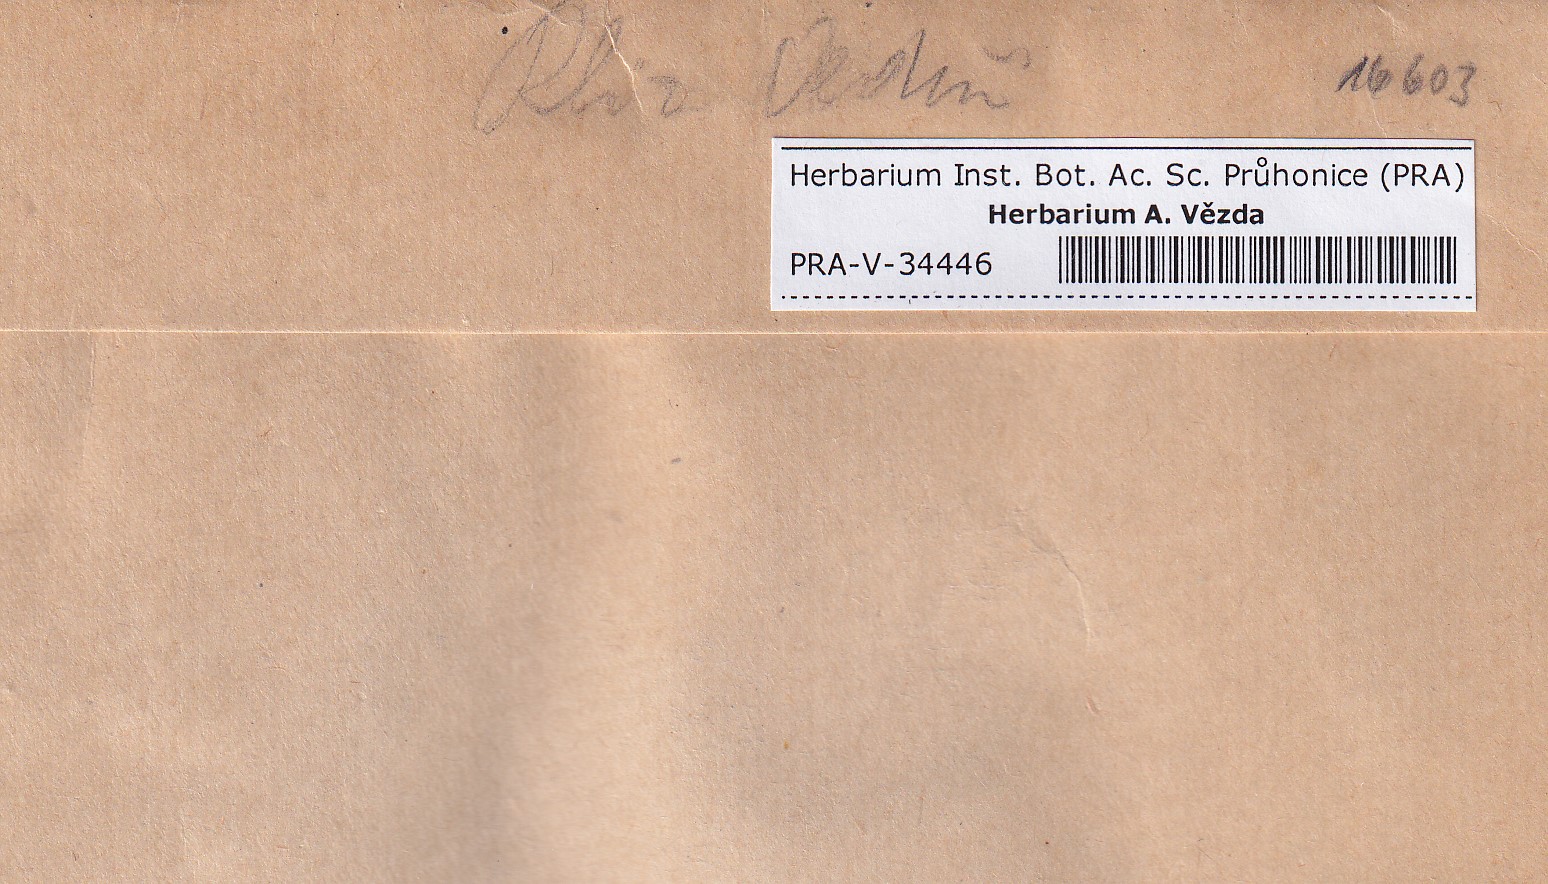 16603
Herbarium Inst. Bot. Ac. Sc. Průhonice (PRA)
Herbarium A. Vězda
PRA-V-34446